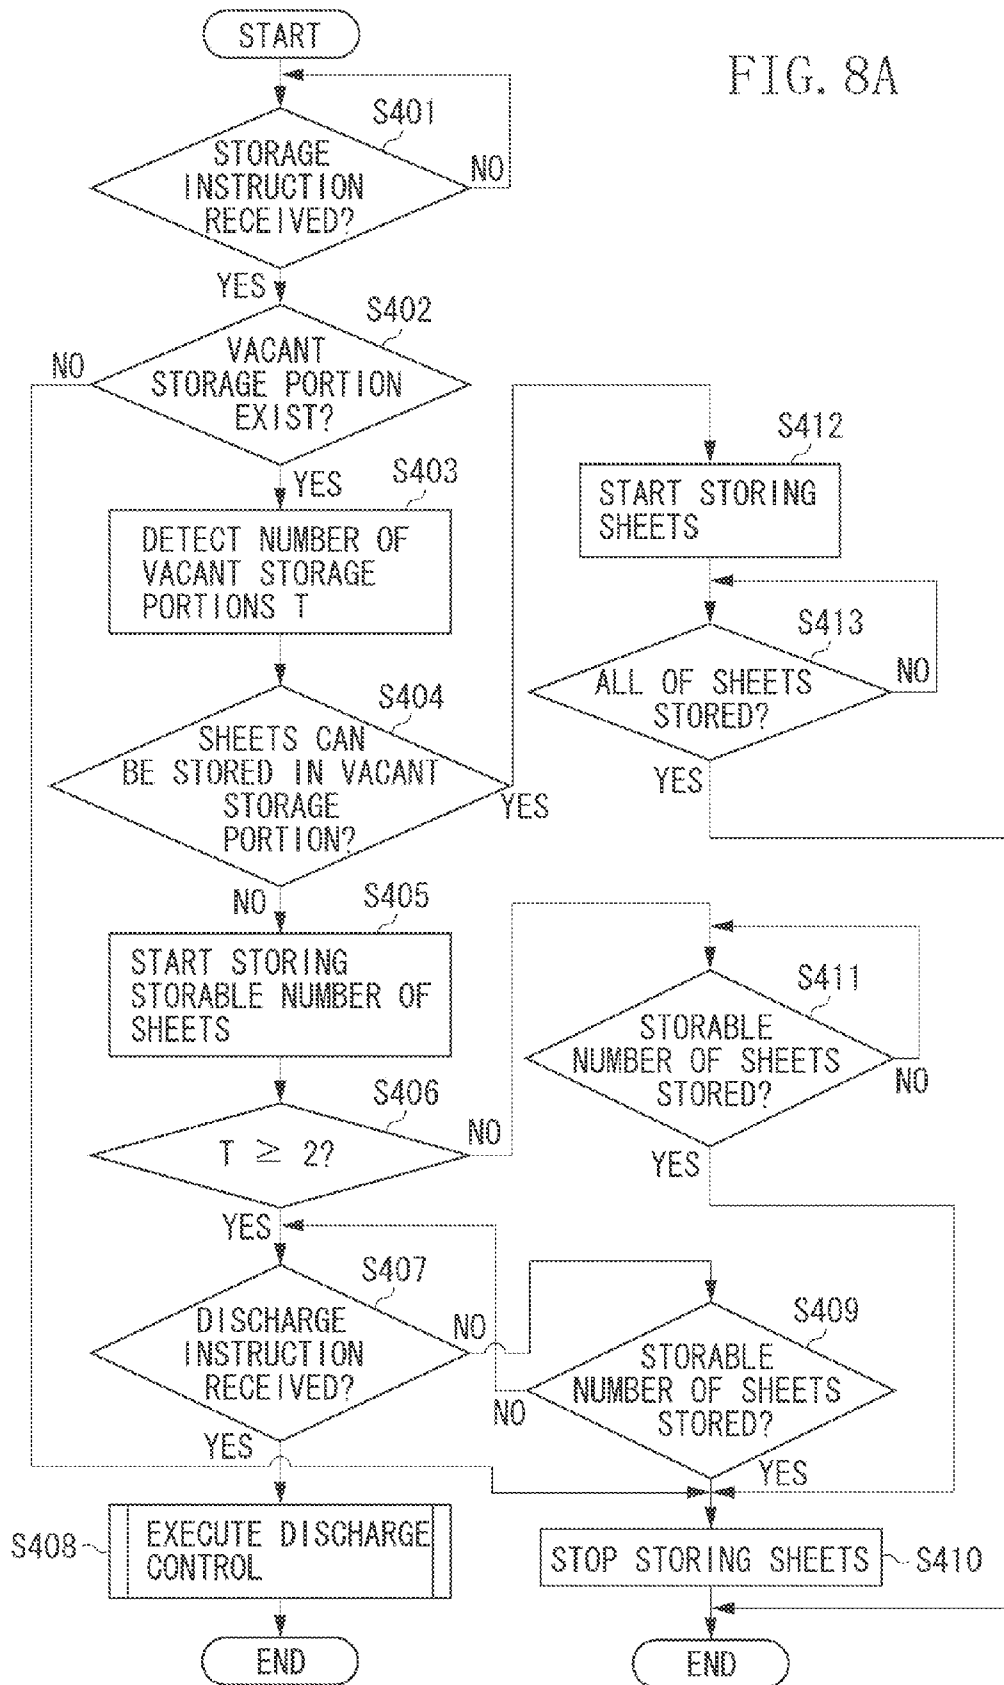 START
FIG. 8A
S401
STORAGE
INSTRUCTION
RECEIVED?
NO
YES
S402
VACANT
STORAGE PORTION
EXIST?
NO
YES
S403
DETECT NUMBER OF
VACANT STORAGE
PORTIONS T
S404
SHEETS CAN
BE STORED IN VACANT
STORAGE
PORTION?
YES
NO
S412
START STORING
SHEETS
S413
ALL OF SHEETS
STORED?
NO
YES
S405
START STORING
STORABLE NUMBER OF
SHEETS
S406
T ≥ 2?
NO
YES
S411
STORABLE
NUMBER OF SHEETS
STORED?
NO
YES
S407
DISCHARGE
INSTRUCTION
RECEIVED?
NO
YES
S409
STORABLE
NUMBER OF SHEETS
STORED?
NO
YES
S408
EXECUTE DISCHARGE
CONTROL
STOP STORING SHEETS
S410
END
END